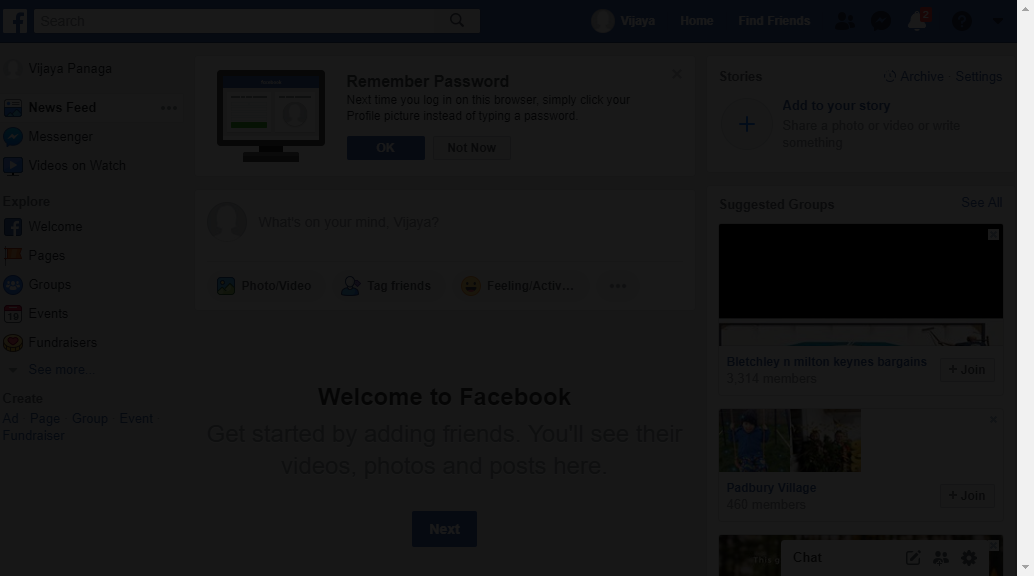 Search
Vijaya
Home
Find Friends
2
Vijaya Panaga
News Feed
Messenger
Videos on Watch
Explore
Welcome
Pages
Groups
19
Events
Fundraisers
See more...
Create
Ad · Page · Group · Event ·
Fundraiser
Remember Password
Next time you log in on this browser, simply click your
Profile picture instead of typing a password.
OK
Not Now
What's on your mind, Vijaya?
Photo/Video
Tag friends
Feeling/Activ...
Welcome to Facebook
Get started by adding friends. You'll see their
videos, photos and posts here.
Next
Stories
Archive · Settings
Add to your story
Share a photo or video or write
something
Suggested Groups
See All
Bletchley n milton keynes bargains
3,314 members
+ Join
Padbury Village
460 members
+ Join
Chat